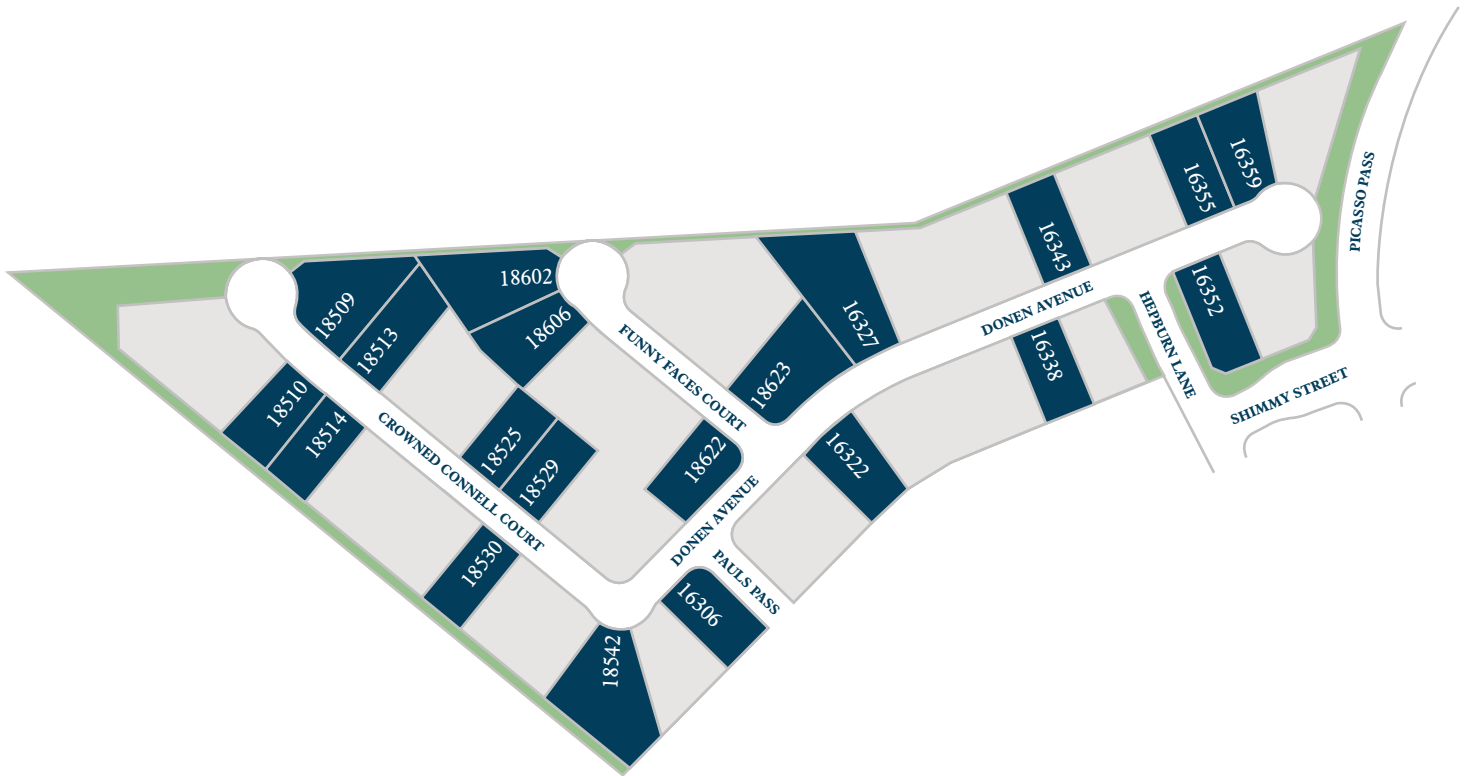 16359
16355
PICASSO PASS
16343
16352
18602
DONEN AVENUE
HEPBURN LANE
18509
18606
16327
18513
FUNNY FACES COURT
16338
18623
SHIMMY STREET
18510
18514
CROWNED CONNELL COURT
18525
18622
16322
18529
DONEN AVENUE
18530
PAULS PASS
16306
18542